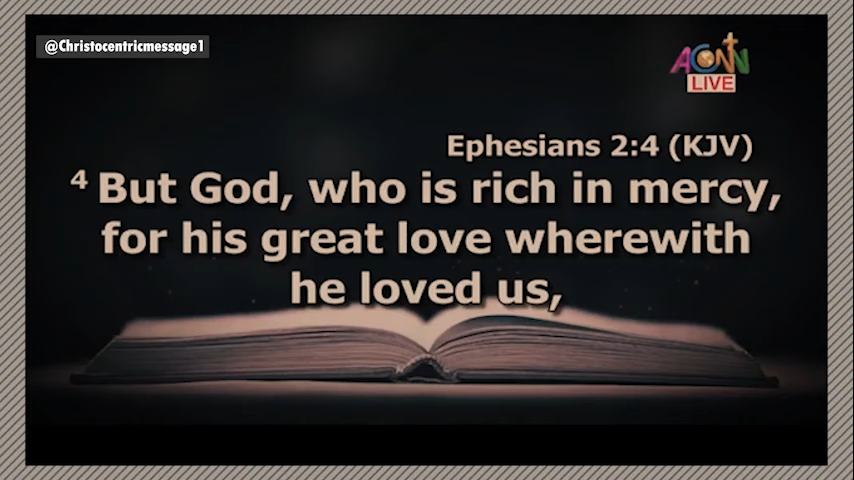 @Christocentricmessage1
ACNN
LIVE
Ephesians 2:4 (KJV)
4 But God, who is rich in mercy,
for his great love wherewith
he loved us,